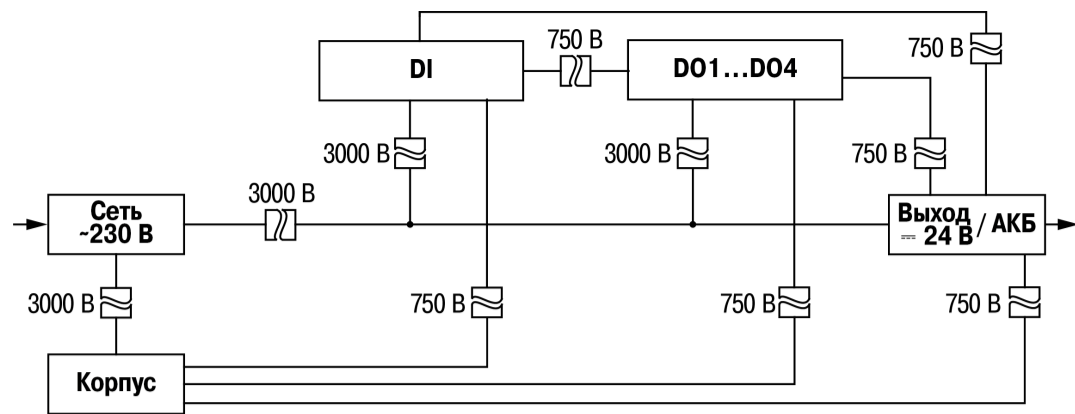 750 В
750 В
DI
DO1...DO4
3000 В
3000 В
750 В
3000 В
Сеть
~230 В
Выход
⎓ 24 В / АКБ
3000 В
750 В
750 В
750 В
Корпус